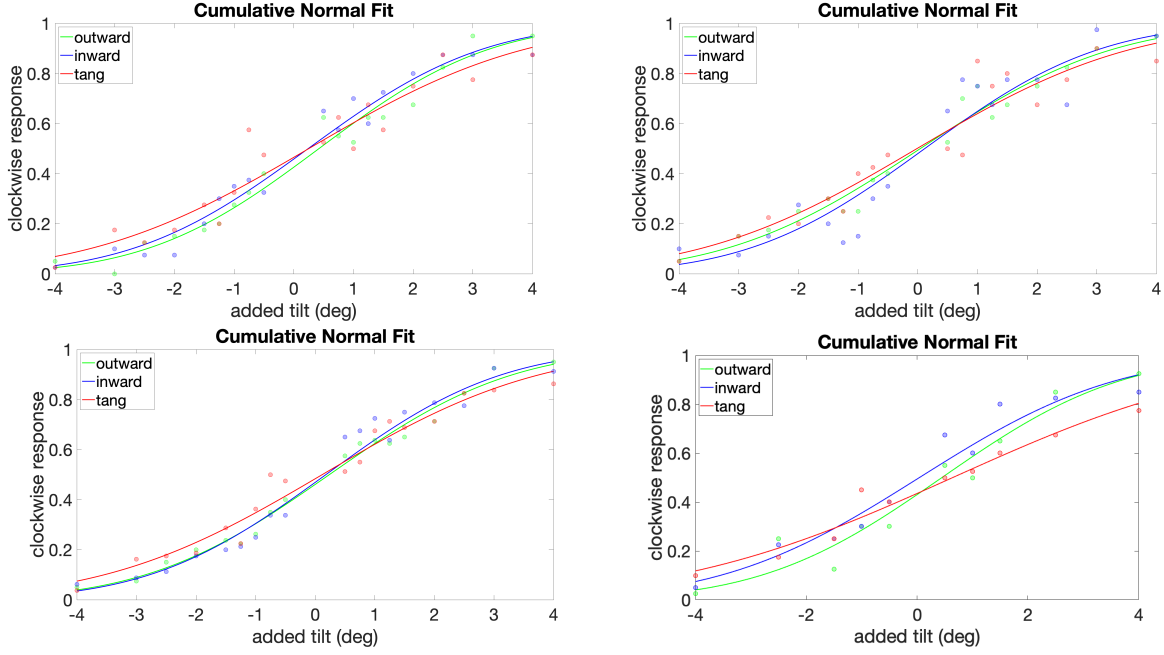 Cumulative Normal Fit
outward
inward
tang
clockwise response
1
0.8
0.6
0.4
0.2
0
-4 -3 -2 -1 0 1 2 3 4
added tilt (deg)
Cumulative Normal Fit
outward
inward
tang
clockwise response
1
0.8
0.6
0.4
0.2
0
-4 -3 -2 -1 0 1 2 3 4
added tilt (deg)
Cumulative Normal Fit
outward
inward
tang
clockwise response
1
0.8
0.6
0.4
0.2
0
-4 -3 -2 -1 0 1 2 3 4
added tilt (deg)
Cumulative Normal Fit
outward
inward
tang
clockwise response
1
0.8
0.6
0.4
0.2
0
-4 -2 0 2 4
added tilt (deg)